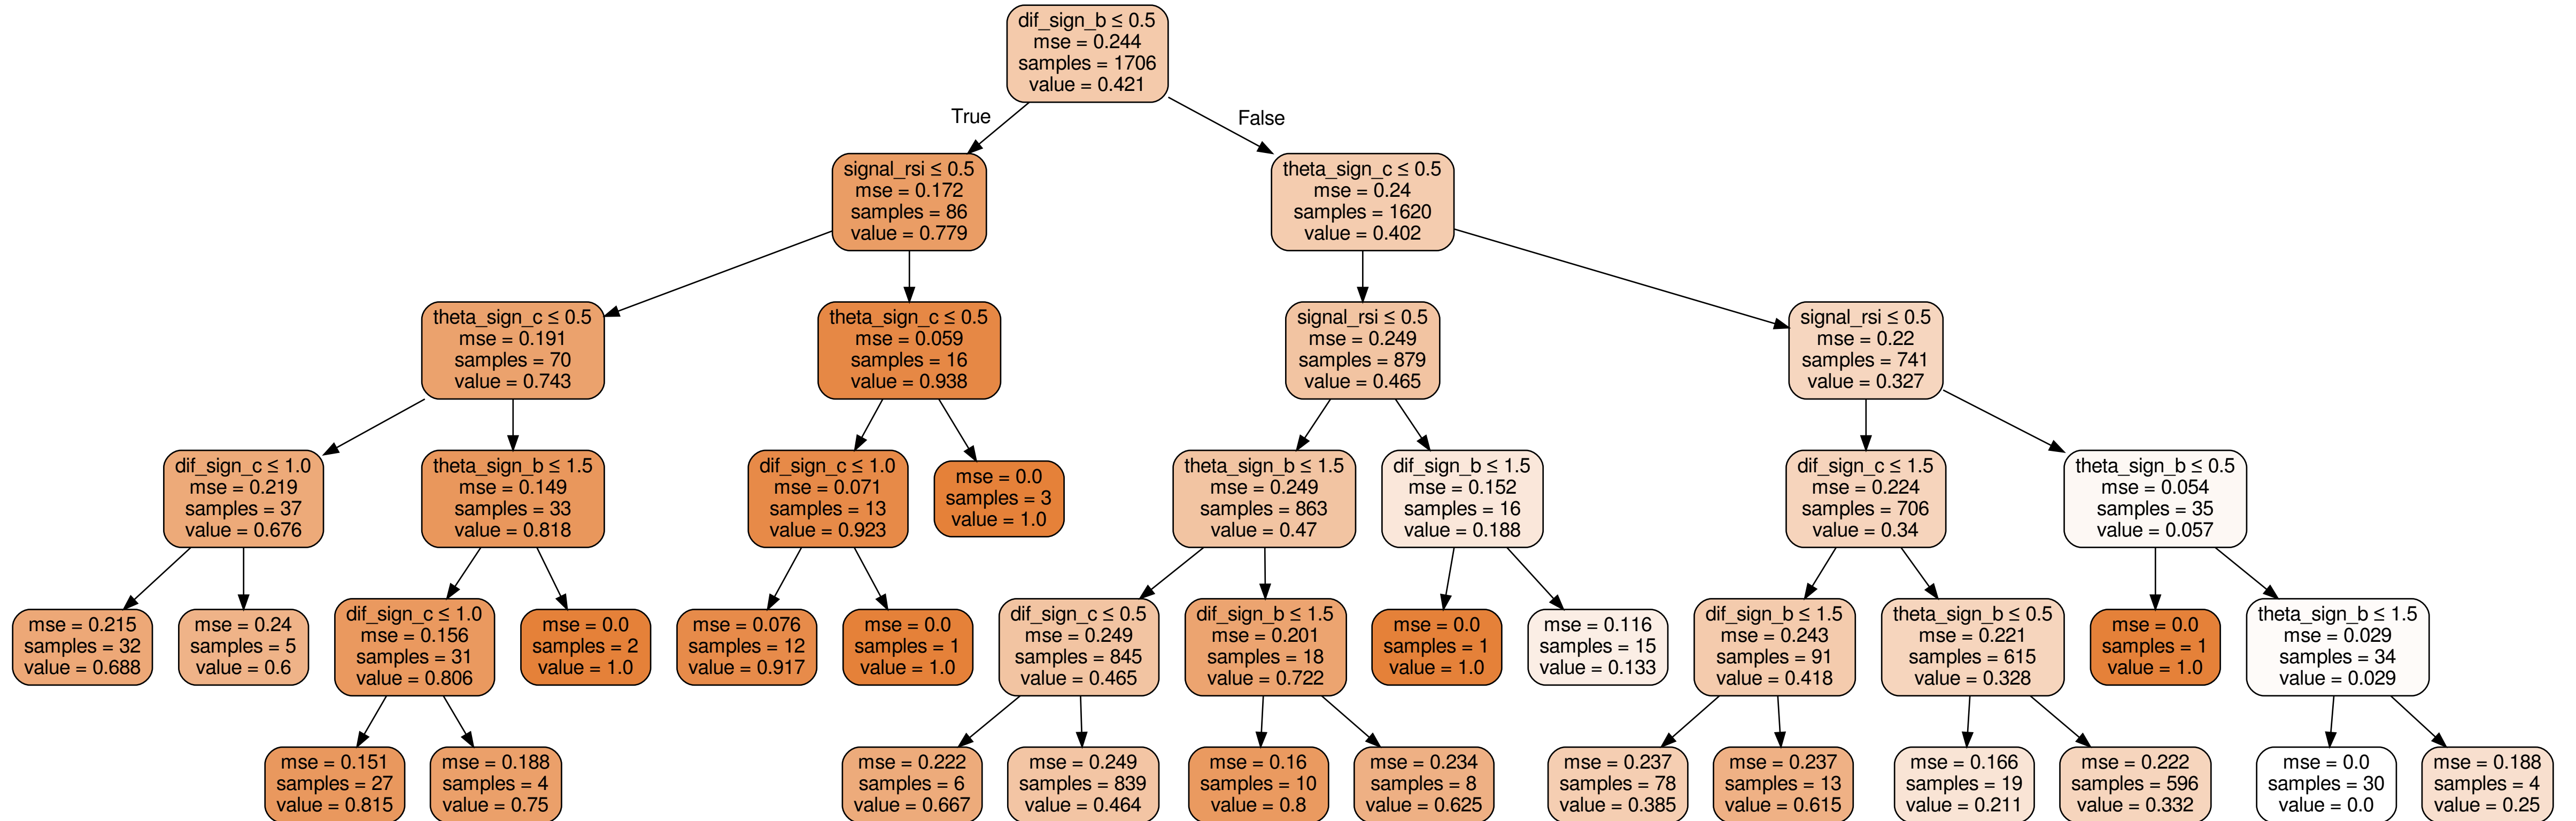 dif_sign_b ≤ 0.5
mse = 0.244
samples = 1706
value = 0.421
True
False
signal_rsi ≤ 0.5
mse = 0.172
samples = 86
value = 0.779
theta_sign_c ≤ 0.5
mse = 0.24
samples = 1620
value = 0.402
theta_sign_c ≤ 0.5
mse = 0.191
samples = 70
value = 0.743
theta_sign_c ≤ 0.5
mse = 0.059
samples = 16
value = 0.938
signal_rsi ≤ 0.5
mse = 0.249
samples = 879
value = 0.465
signal_rsi ≤ 0.5
mse = 0.22
samples = 741
value = 0.327
dif_sign_c ≤ 1.0
mse = 0.219
samples = 37
value = 0.676
theta_sign_b ≤ 1.5
mse = 0.149
samples = 33
value = 0.818
dif_sign_c ≤ 1.0
mse = 0.071
samples = 13
value = 0.923
mse = 0.0
samples = 3
value = 1.0
theta_sign_b ≤ 1.5
mse = 0.249
samples = 863
value = 0.47
dif_sign_b ≤ 1.5
mse = 0.152
samples = 16
value = 0.188
dif_sign_c ≤ 1.5
mse = 0.224
samples = 706
value = 0.34
theta_sign_b ≤ 0.5
mse = 0.054
samples = 35
value = 0.057
mse = 0.215
samples = 32
value = 0.688
mse = 0.24
samples = 5
value = 0.6
dif_sign_c ≤ 1.0
mse = 0.156
samples = 31
value = 0.806
mse = 0.0
samples = 2
value = 1.0
mse = 0.076
samples = 12
value = 0.917
mse = 0.0
samples = 1
value = 1.0
dif_sign_c ≤ 0.5
mse = 0.249
samples = 845
value = 0.465
dif_sign_b ≤ 1.5
mse = 0.201
samples = 18
value = 0.722
mse = 0.0
samples = 1
value = 1.0
mse = 0.116
samples = 15
value = 0.133
dif_sign_b ≤ 1.5
mse = 0.243
samples = 91
value = 0.418
theta_sign_b ≤ 0.5
mse = 0.221
samples = 615
value = 0.328
mse = 0.0
samples = 1
value = 1.0
theta_sign_b ≤ 1.5
mse = 0.029
samples = 34
value = 0.029
mse = 0.151
samples = 27
value = 0.815
mse = 0.188
samples = 4
value = 0.75
mse = 0.222
samples = 6
value = 0.667
mse = 0.249
samples = 839
value = 0.464
mse = 0.16
samples = 10
value = 0.8
mse = 0.234
samples = 8
value = 0.625
mse = 0.237
samples = 78
value = 0.385
mse = 0.237
samples = 13
value = 0.615
mse = 0.166
samples = 19
value = 0.211
mse = 0.222
samples = 596
value = 0.332
mse = 0.0
samples = 30
value = 0.0
mse = 0.188
samples = 4
value = 0.25